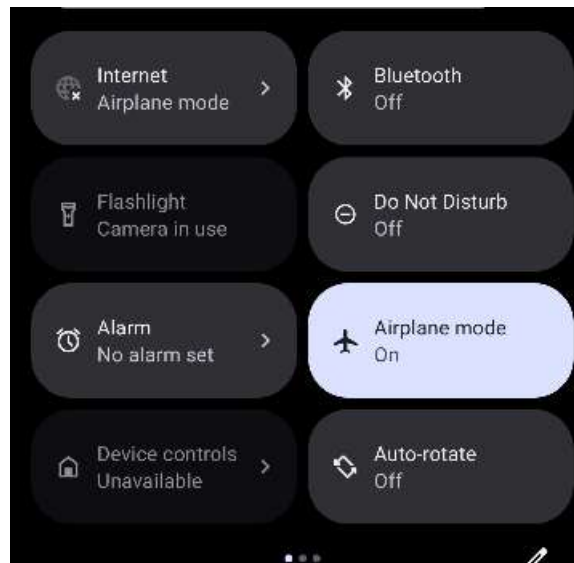 Internet
Airplane mode
Bluetooth
Off
Flashlight
Camera in use
Do Not Disturb
Off
Alarm
No alarm set
Airplane mode
On
Device controls
Unavailable
Auto-rotate
Off